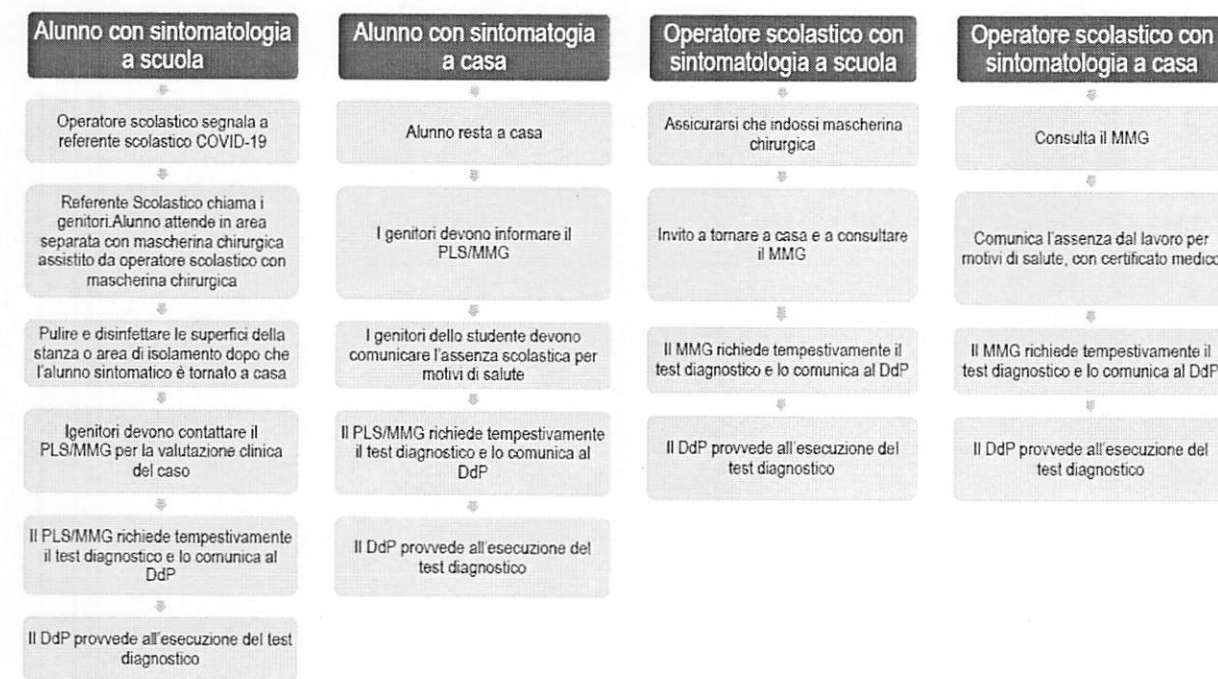 Alunno con sintomatologia
a scuola
Operatore scolastico segnala a
referente scolastico COVID-19
Referente Scolastico chiama i
genitori.Alunno attende in area
separata con mascherina chirurgica
assistito da operatore scolastico con
mascherina chirurgica
Pulire e disinfettare le superfici della
stanza o area di isolamento dopo che
l'alunno sintomatico è tornato a casa
Igenitori devono contattare il
PLS/MMG per la valutazione clinica
del caso
Il PLS/MMG richiede tempestivamente
il test diagnostico e lo comunica al
DdP
Il DdP provvede all'esecuzione del test
diagnostico
Alunno con sintomatogia
a casa
Alunno resta a casa
I genitori devono informare il
PLS/MMG
I genitori dello studente devono
comunicare l'assenza scolastica per
motivi di salute
Il PLS/MMG richiede tempestivamente
il test diagnostico e lo comunica al
DdP
Il DdP provvede all'esecuzione del
test diagnostico
Operatore scolastico con
sintomatologia a scuola
Assicurarsi che indossi mascherina
chirurgica
Invito a tornare a casa e a consultare
il MMG
Il MMG richiede tempestivamente il
test diagnostico e lo comunica al DdP
Il DdP provvede all'esecuzione del
test diagnostico
Operatore scolastico con
sintomatologia a casa
Consulta il MMG
Comunica l'assenza dal lavoro per
motivi di salute, con certificato medico
Il MMG richiede tempestivamente il
test diagnostico e lo comunica al DdP
Il DdP provvede all'esecuzione del
test diagnostico